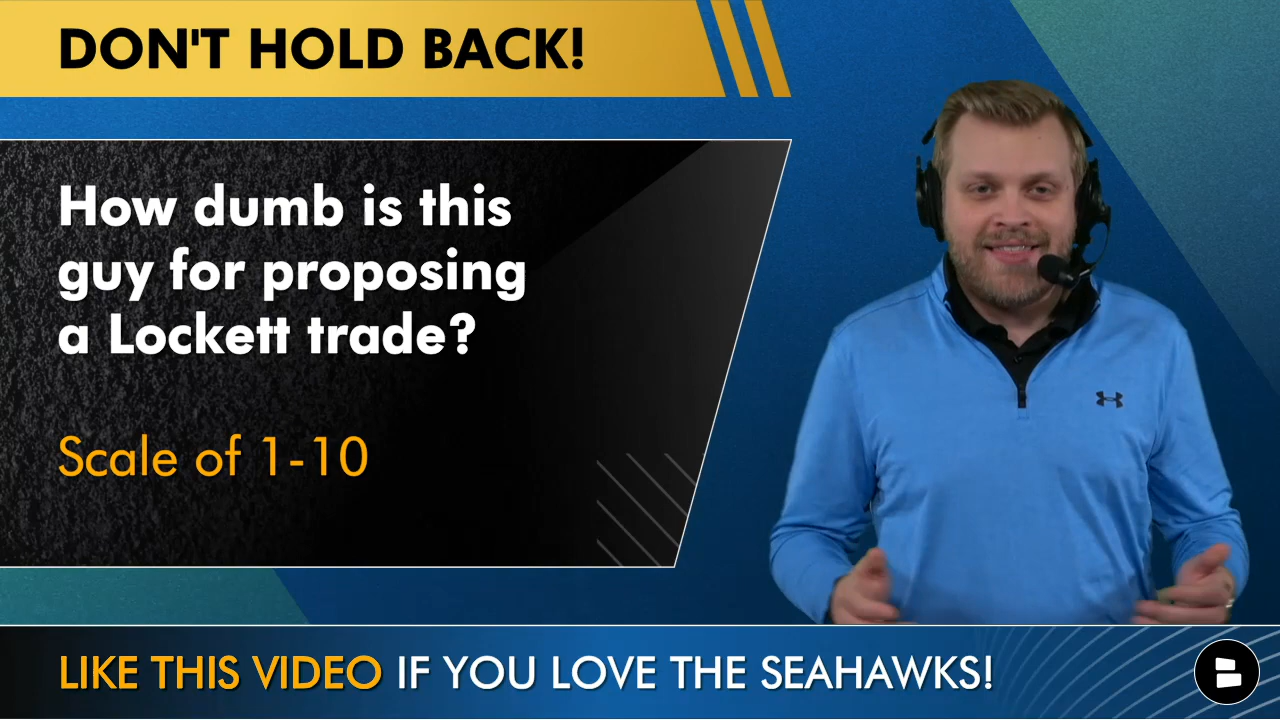 DON'T HOLD BACK!
How dumb is this
guy for proposing
a Lockett trade?
Scale of 1-10
LIKE THIS VIDEO IF YOU LOVE THE SEAHAWKS!